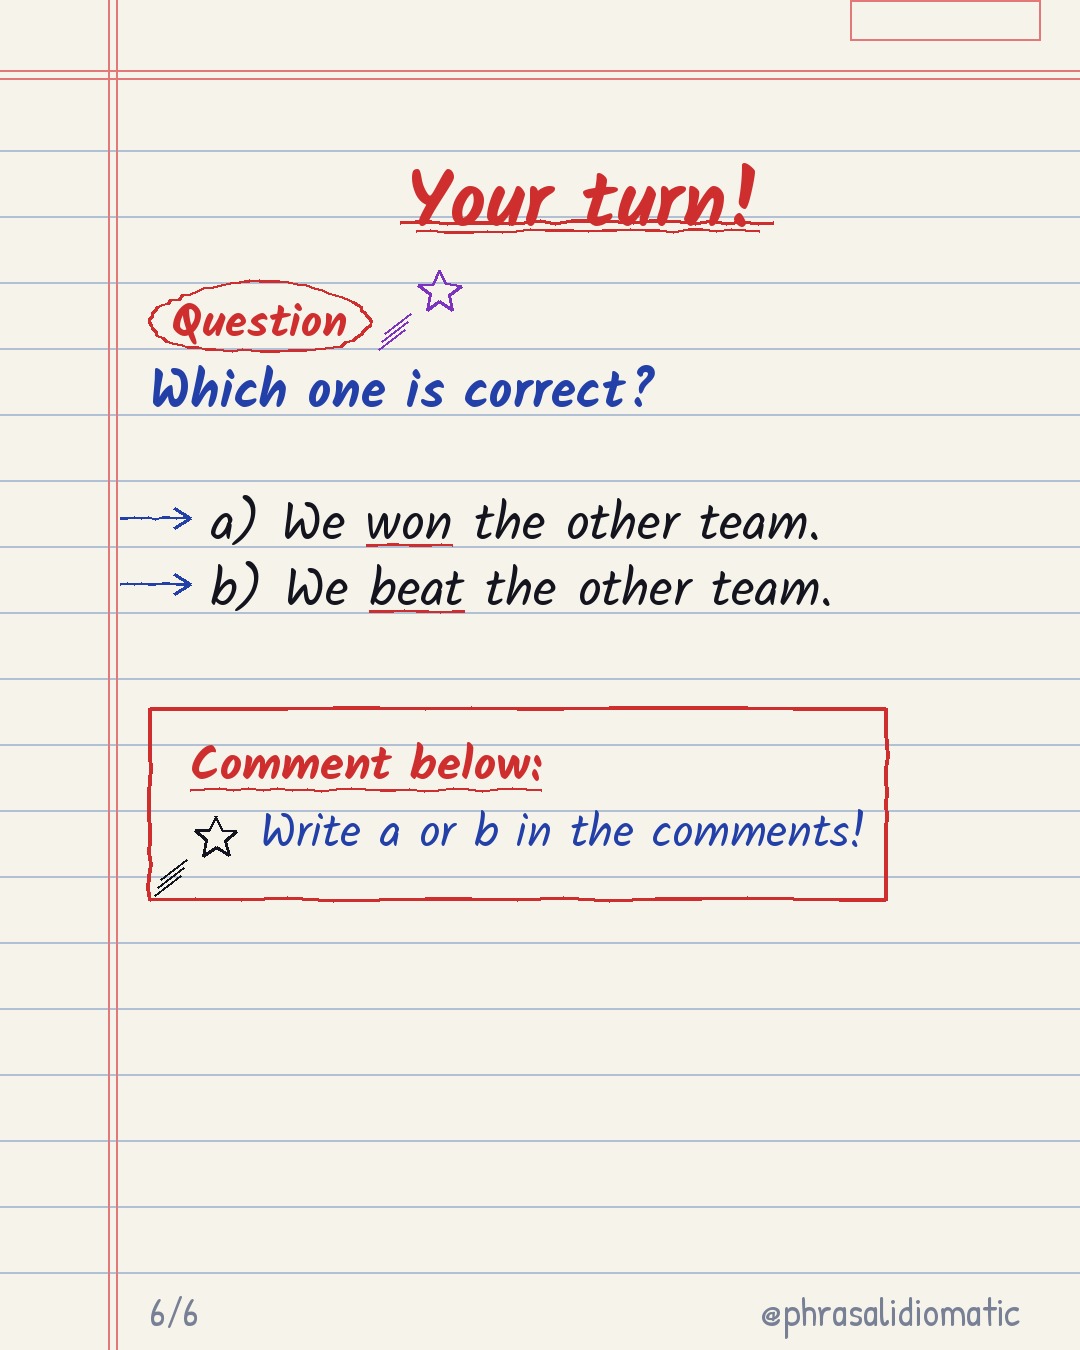 Your turn!
Question
Which one is correct?
a) We won the other team.
b) We beat the other team.
Comment below:
Write a or b in the comments!
6/6
@phrasalidiomatic